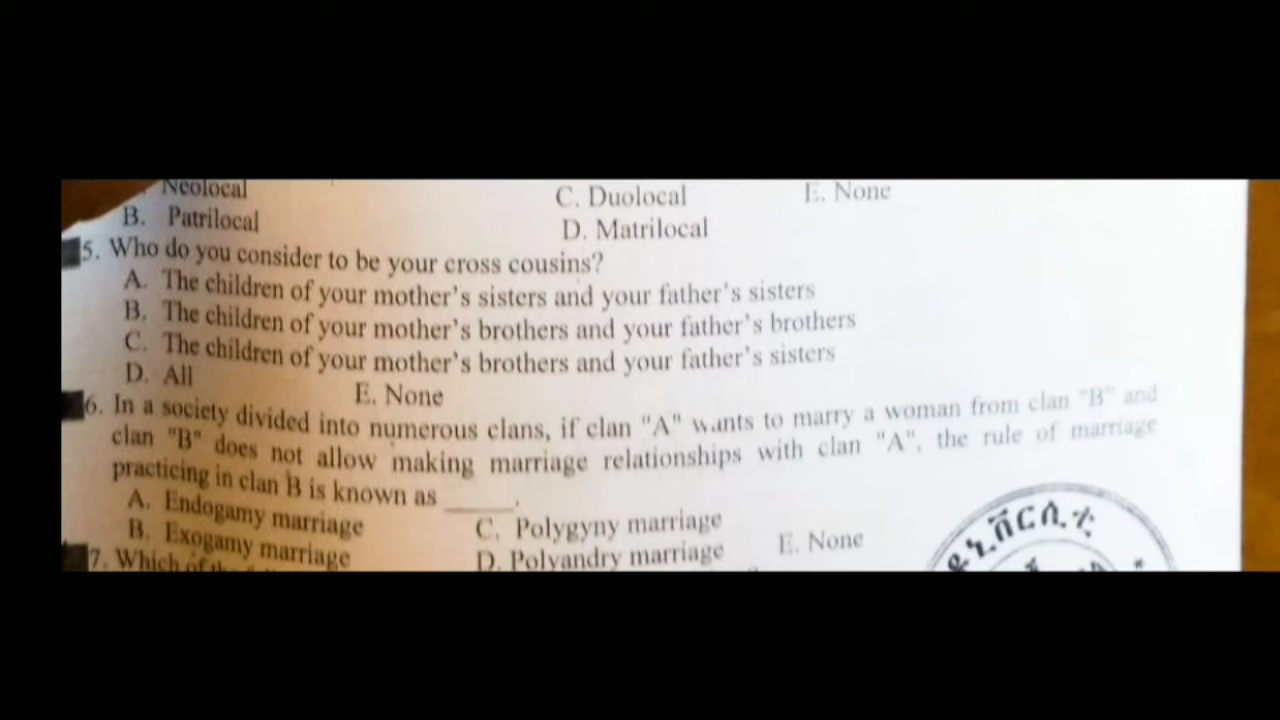 Neolocal
C. Duolocal
E. None
B. Patrilocal
D. Matrilocal
5. Who do you consider to be your cross cousins?
A. The children of your mother's sisters and your father's sisters
B. The children of your mother's brothers and your father's brothers
C. The children of your mother's brothers and your father's sisters
D. All
E. None
6. In a society divided into numerous clans, if clan "A" wants to marry a woman from clan "B" and
clan "B" does not allow making marriage relationships with clan "A", the rule of marriage
practicing in clan B is known as ______.
A. Endogamy marriage
C. Polygyny marriage
B. Exogamy marriage
D. Polyandry marriage
E. None
7. Which of
ዩኒቨርሲቲ